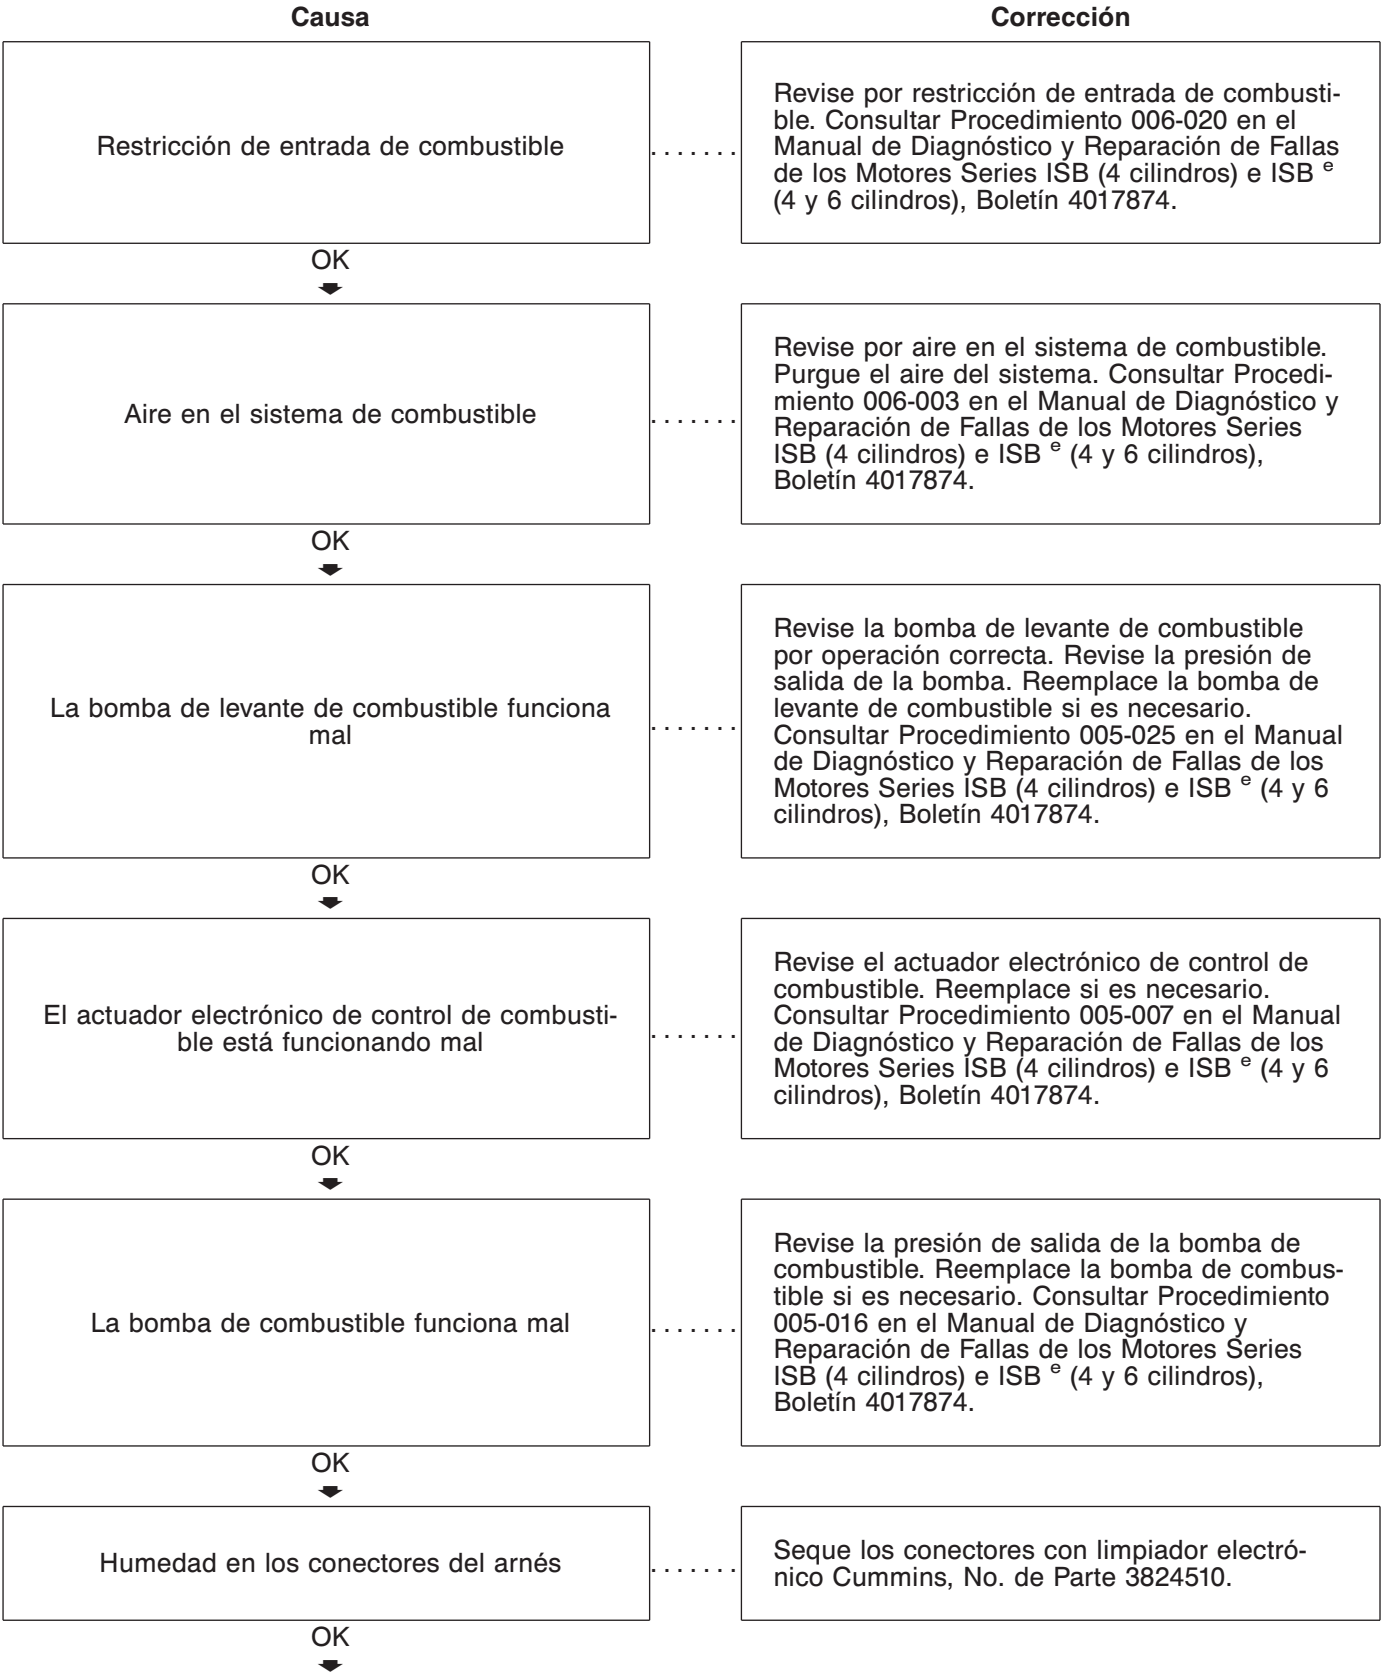 Causa
Corrección
Restricción de entrada de combustible
. . . . . . .
Revise por restricción de entrada de combusti-
ble. Consultar Procedimiento 006-020 en el
Manual de Diagnóstico y Reparación de Fallas
de los Motores Series ISB (4 cilindros) e ISB e
(4 y 6 cilindros), Boletín 4017874.
OK
Aire en el sistema de combustible
. . . . . . .
Revise por aire en el sistema de combustible.
Purgue el aire del sistema. Consultar Procedi-
miento 006-003 en el Manual de Diagnóstico y
Reparación de Fallas de los Motores Series
ISB (4 cilindros) e ISB e (4 y 6 cilindros),
Boletín 4017874.
OK
La bomba de levante de combustible funciona
mal
. . . . . . .
Revise la bomba de levante de combustible
por operación correcta. Revise la presión de
salida de la bomba. Reemplace la bomba de
levante de combustible si es necesario.
Consultar Procedimiento 005-025 en el Manual
de Diagnóstico y Reparación de Fallas de los
Motores Series ISB (4 cilindros) e ISB e (4 y 6
cilindros), Boletín 4017874.
OK
El actuador electrónico de control de combusti-
ble está funcionando mal
. . . . . . .
Revise el actuador electrónico de control de
combustible. Reemplace si es necesario.
Consultar Procedimiento 005-007 en el Manual
de Diagnóstico y Reparación de Fallas de los
Motores Series ISB (4 cilindros) e ISB e (4 y 6
cilindros), Boletín 4017874.
OK
La bomba de combustible funciona mal
. . . . . . .
Revise la presión de salida de la bomba de
combustible. Reemplace la bomba de combus-
tible si es necesario. Consultar Procedimiento
005-016 en el Manual de Diagnóstico y
Reparación de Fallas de los Motores Series
ISB (4 cilindros) e ISB e (4 y 6 cilindros),
Boletín 4017874.
OK
Humedad en los conectores del arnés
. . . . . . .
Seque los conectores con limpiador electró-
nico Cummins, No. de Parte 3824510.
OK